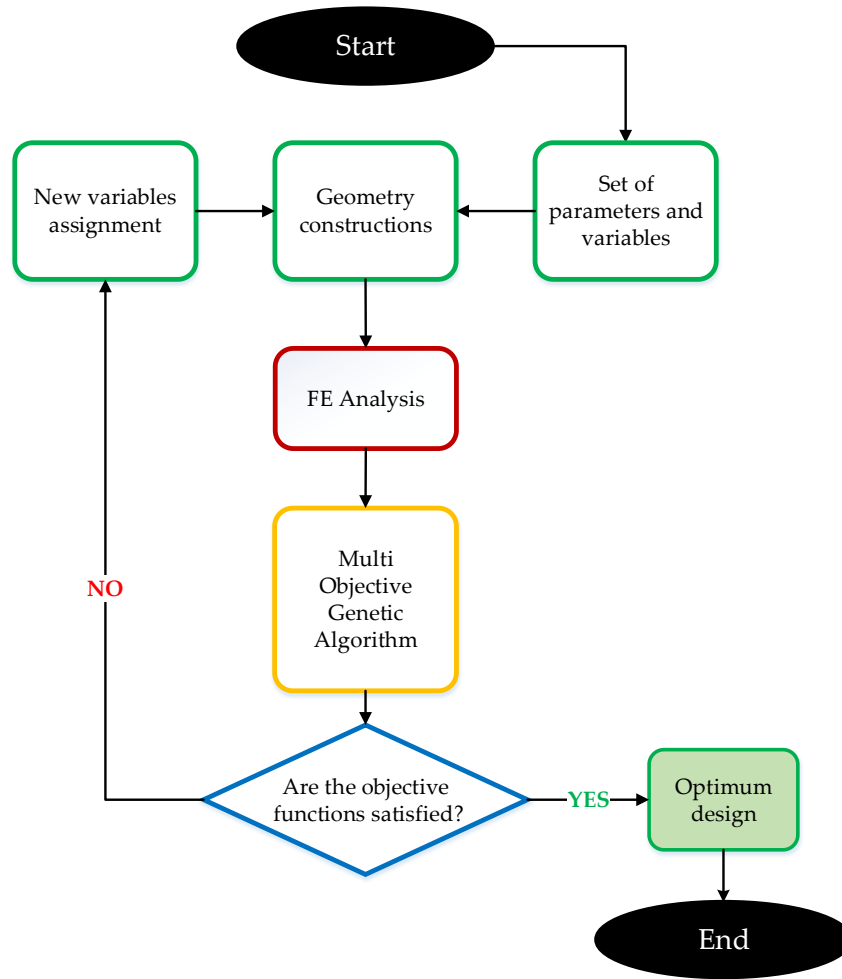 Start
New variables
assignment
Geometry
constructions
Set of
parameters and
variables
FE Analysis
Multi
Objective
Genetic
Algorithm
NO
Are the objective
functions satisfied?
YES
Optimum
design
End